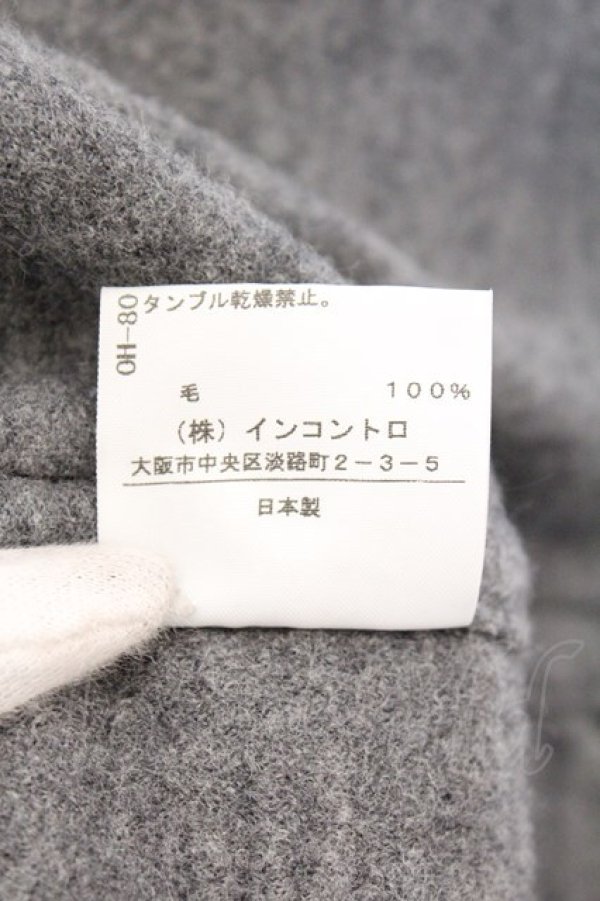 タンブル乾燥禁止。
OH-80
毛 100%
（株）インコントロ
大阪市中央区淡路町2-3-5
日本製